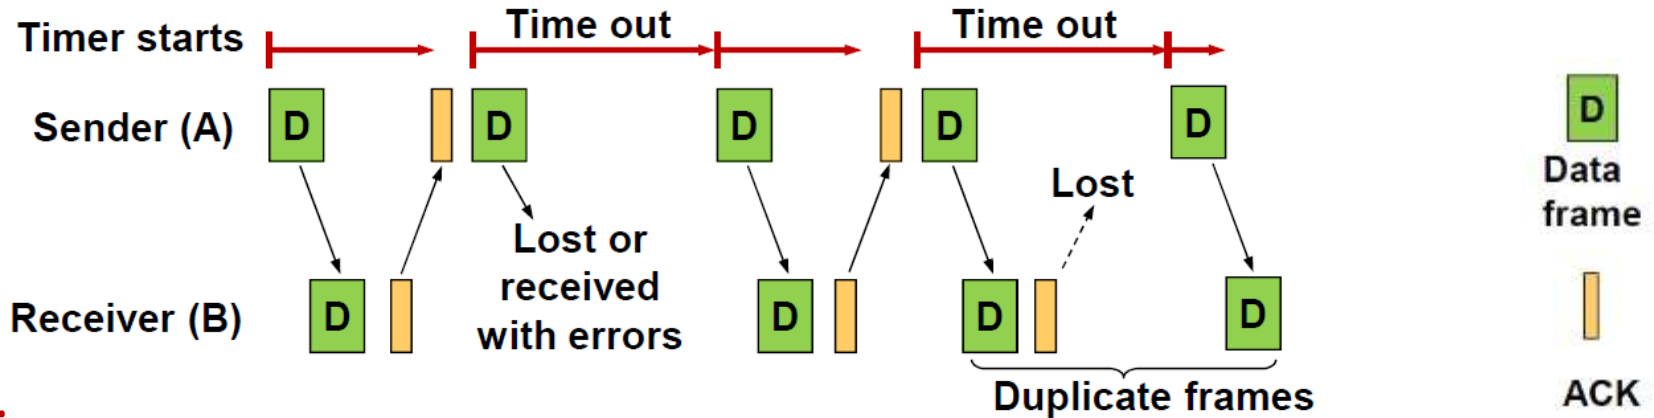 Timer starts
Time out
Time out
Sender (A)
D
D
D
D
D
D
Data
frame
Lost
Lost or
received
with errors
Receiver (B)
D
D
D
D
Duplicate frames
ACK